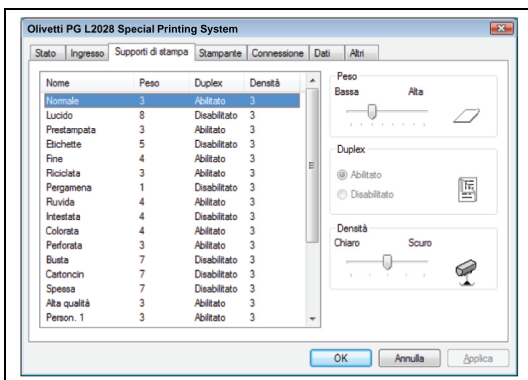 Olivetti PG L2028 Special Printing System
Stato Ingresso Supporti di stampa Stampante Connessione Dati Altri
Nome Peso Duplex Densità
Normale 3 Abilitato 3
Lucido 8 Disabilitato 3
Prestampata 3 Abilitato 3
Etichette 5 Disabilitato 3
Fine 4 Abilitato 3
Riciclata 3 Abilitato 3
Pergamena 1 Disabilitato 3
Ruvida 4 Abilitato 3
Intestata 4 Disabilitato 3
Colorata 4 Abilitato 3
Perforata 3 Abilitato 3
Busta 7 Disabilitato 3
Cartoncin 7 Disabilitato 3
Spessa 7 Disabilitato 3
Alta qualità 3 Abilitato 3
Person. 1 3 Abilitato 3
Peso
Bassa Alta
Duplex
Abilitato
Disabilitato
Densità
Chiaro Scuro
OK Annulla Applica